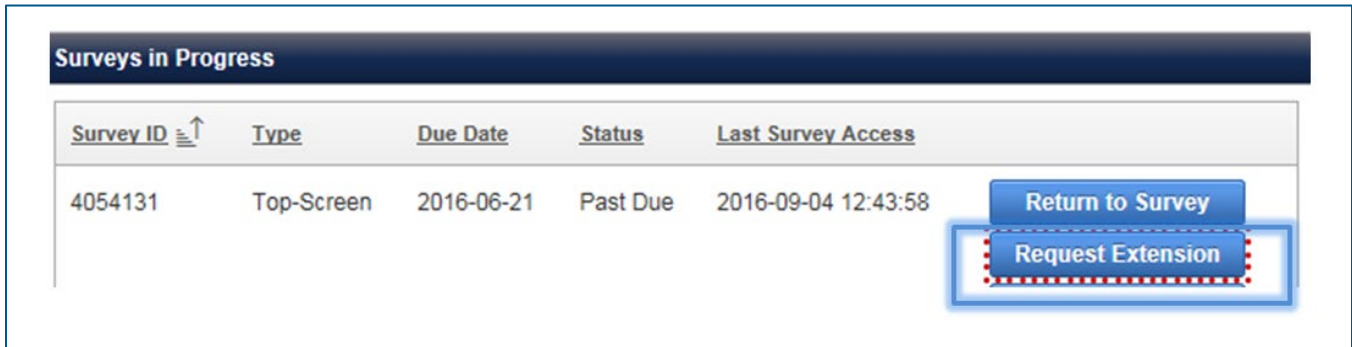 Surveys in Progress
Survey ID Type Due Date Status Last Survey Access
4054131 Top-Screen 2016-06-21 Past Due 2016-09-04 12:43:58 Return to Survey
Request Extension